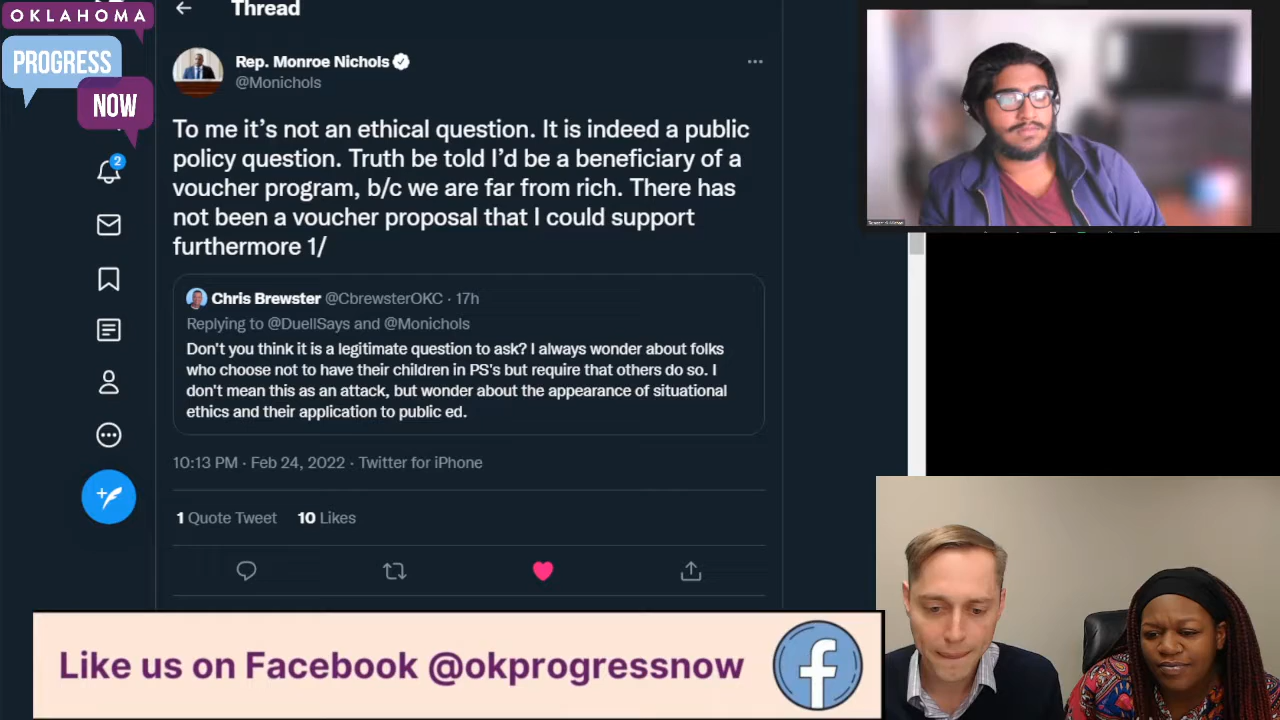 OKLAHOMA
PROGRESS
NOW
Thread
Rep. Monroe Nichols
@Monichols
To me it’s not an ethical question. It is indeed a public
policy question. Truth be told I’d be a beneficiary of a
voucher program, b/c we are far from rich. There has
not been a voucher proposal that I could support
furthermore 1/
Chris Brewster @CbrewsterOKC · 17h
Replying to @DuellSays and @Monichols
Don't you think it is a legitimate question to ask? I always wonder about folks
who choose not to have their children in PS's but require that others do so. I
don't mean this as an attack, but wonder about the appearance of situational
ethics and their application to public ed.
10:13 PM · Feb 24, 2022 · Twitter for iPhone
1 Quote Tweet 10 Likes
2
Like us on Facebook @okprogressnow
f